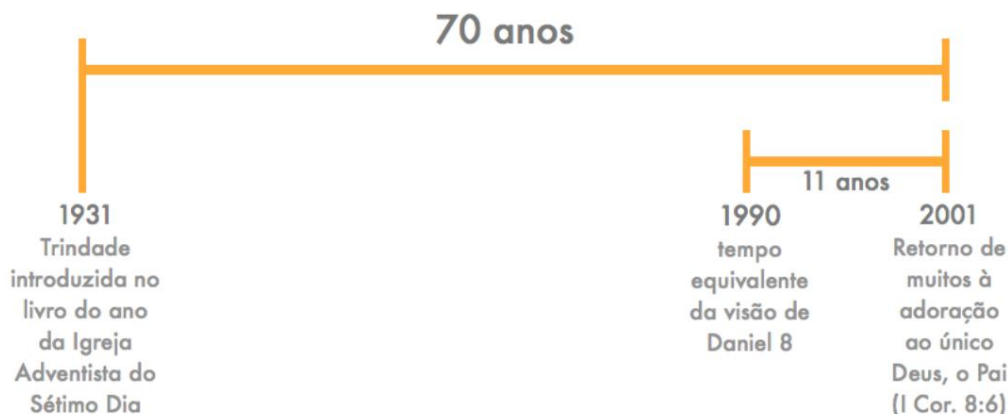 70 anos
11 anos
1931
Trindade
introduzida no
livro do ano
da Igreja
Adventista do
Sétimo Dia
1990
tempo
equivalente
da visão de
Daniel 8
2001
Retorno de
muitos à
adoração
ao único
Deus, o Pai
(I Cor. 8:6)